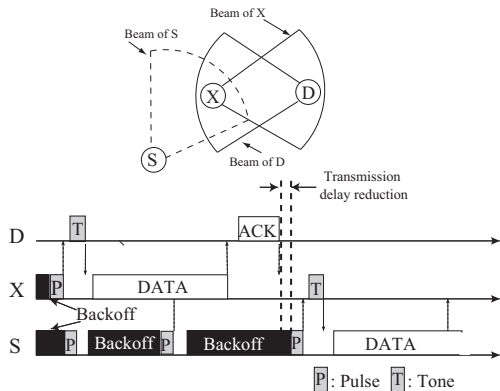 Beam of X
Beam of S
X
D
S
Beam of D
Transmission
delay reduction
D
T
ACK
X
P
DATA
T
Backoff
S
P
Backoff
P
Backoff
P
DATA
P: Pulse T: Tone